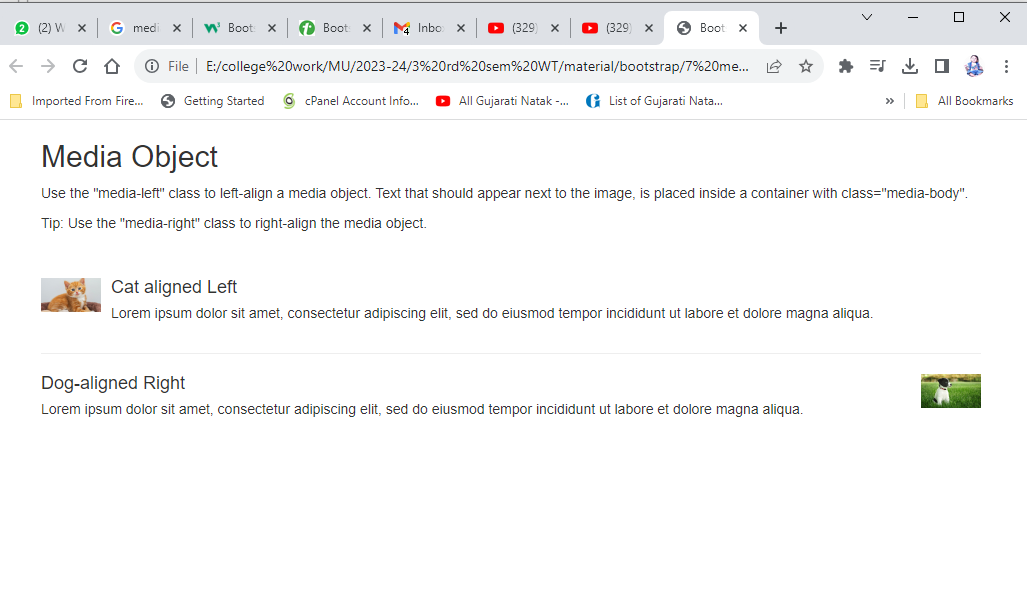 2 (2) W medi Boots Boots 4 Inbo (329) (329) Boots
File E:/college%20work/MU/2023-24/3%20rd%20sem%20WT/material/bootstrap/7%20me...
Imported From Fire... Getting Started cPanel Account Info... All Gujarati Natak -... List of Gujarati Nata... » All Bookmarks
Media Object
Use the "media-left" class to left-align a media object. Text that should appear next to the image, is placed inside a container with class="media-body".
Tip: Use the "media-right" class to right-align the media object.
Cat aligned Left
Lorem ipsum dolor sit amet, consectetur adipiscing elit, sed do eiusmod tempor incididunt ut labore et dolore magna aliqua.
Dog-aligned Right
Lorem ipsum dolor sit amet, consectetur adipiscing elit, sed do eiusmod tempor incididunt ut labore et dolore magna aliqua.